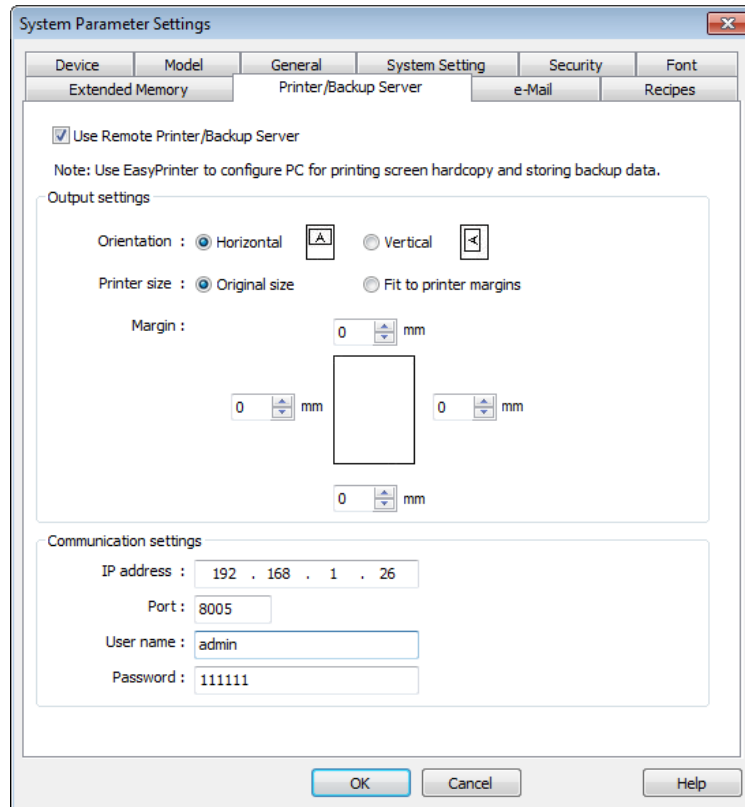 System Parameter Settings
Device Model General System Setting Security Font
Extended Memory Printer/Backup Server e-Mail Recipes
Use Remote Printer/Backup Server
Note: Use EasyPrinter to configure PC for printing screen hardcopy and storing backup data.
Output settings
Orientation : Horizontal A Vertical A
Printer size : Original size Fit to printer margins
Margin : 0 mm
0 mm 0 mm
0 mm
Communication settings
IP address : 192 . 168 . 1 . 26
Port : 8005
User name : admin
Password : 111111
OK Cancel Help